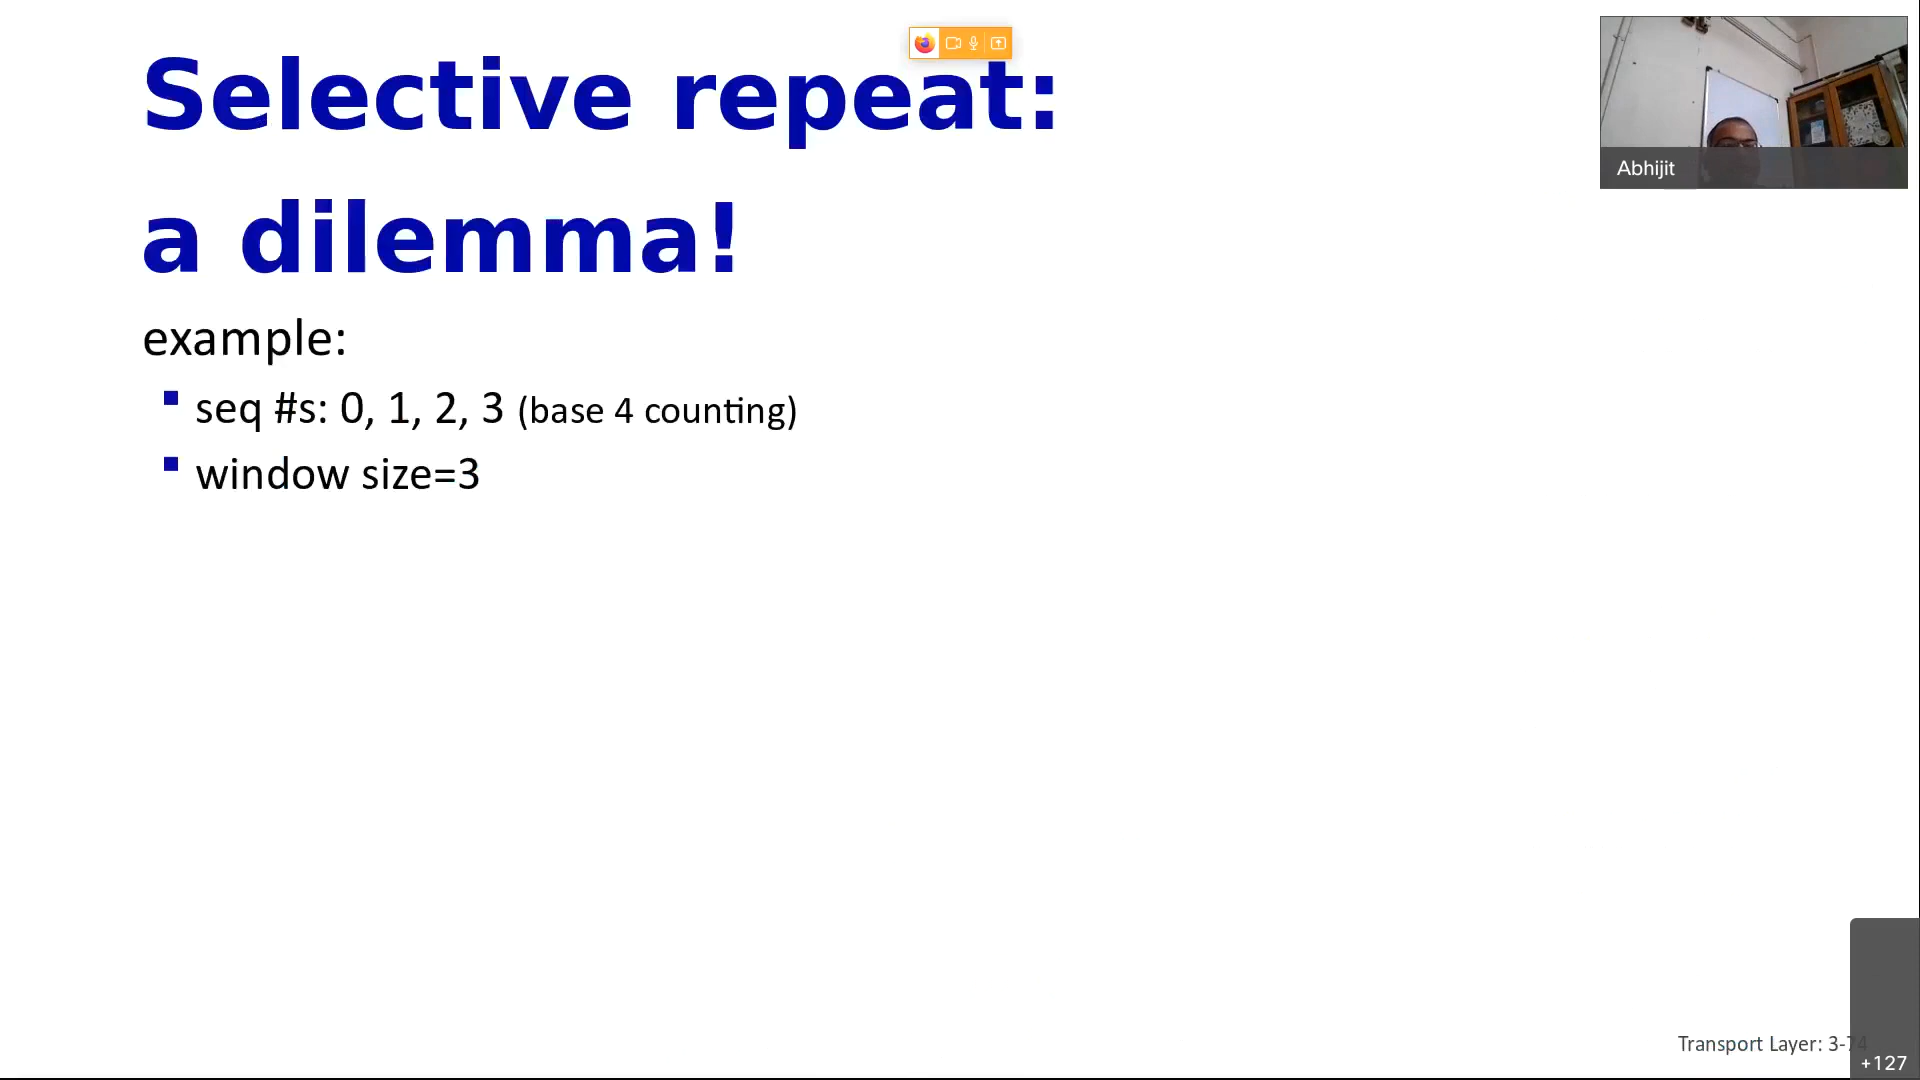 Selective repeat:
a dilemma!
example:
seq #s: 0, 1, 2, 3 (base 4 counting)
window size=3
Abhijit
Transport Layer: 3-74
+127